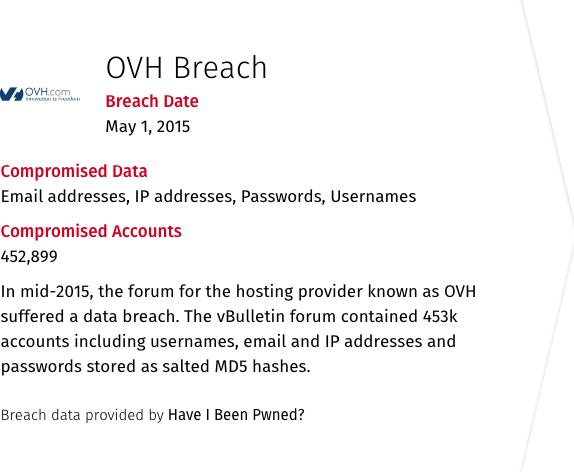 OVH Breach
OVH.com
Innovation is Freedom
Breach Date
May 1, 2015
Compromised Data
Email addresses, IP addresses, Passwords, Usernames
Compromised Accounts
452,899
In mid-2015, the forum for the hosting provider known as OVH
suffered a data breach. The vBulletin forum contained 453k
accounts including usernames, email and IP addresses and
passwords stored as salted MD5 hashes.
Breach data provided by Have I Been Pwned?